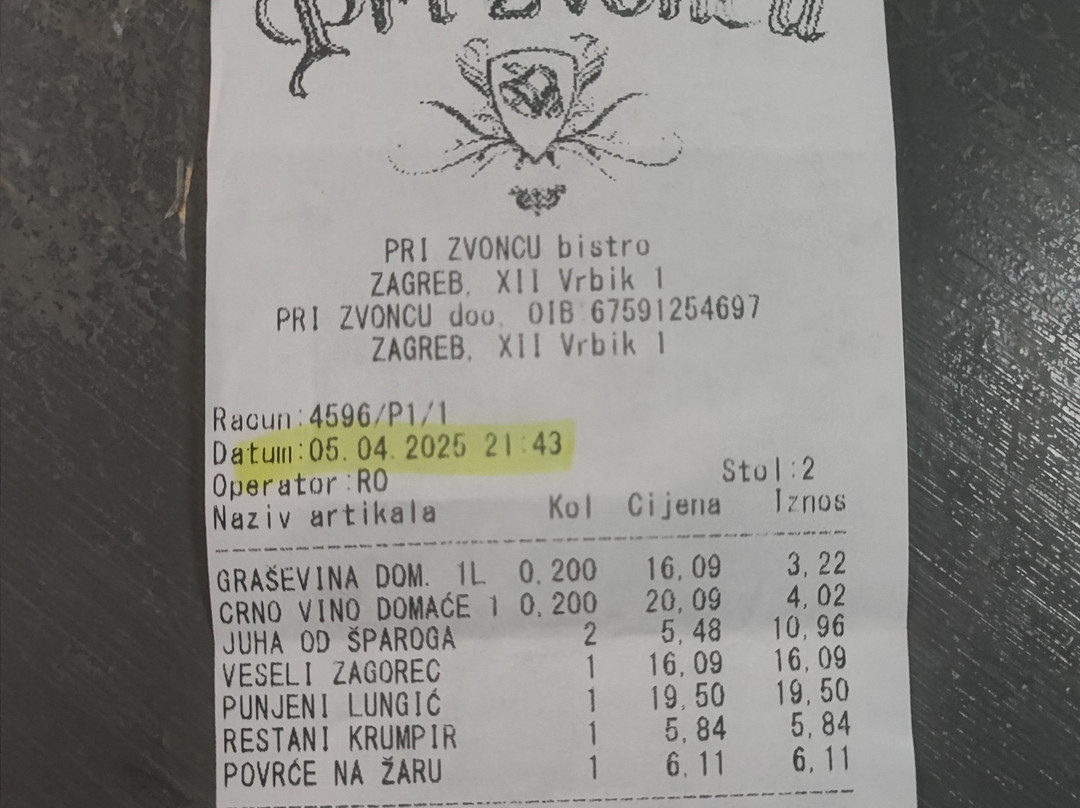 Pri Zvoncu
PRI ZVONCU bistro
ZAGREB, XII Vrbik 1
PRI ZVONCU doo, OIB 67591254697
ZAGREB, XII Vrbik 1
Racun:4596/P1/1
Datum:05.04.2025 21:43
Operator:RO Stol:2
Naziv artikala Kol Cijena Iznos
GRAŠEVINA DOM. 1L 0,200 16,09 3,22
CRNO VINO DOMAĆE 1 0,200 20,09 4,02
JUHA OD ŠPAROGA 2 5,48 10,96
VESELI ZAGOREC 1 16,09 16,09
PUNJENI LUNGIĆ 1 19,50 19,50
RESTANI KRUMPIR 1 5,84 5,84
POVRĆE NA ŽARU 1 6,11 6,11